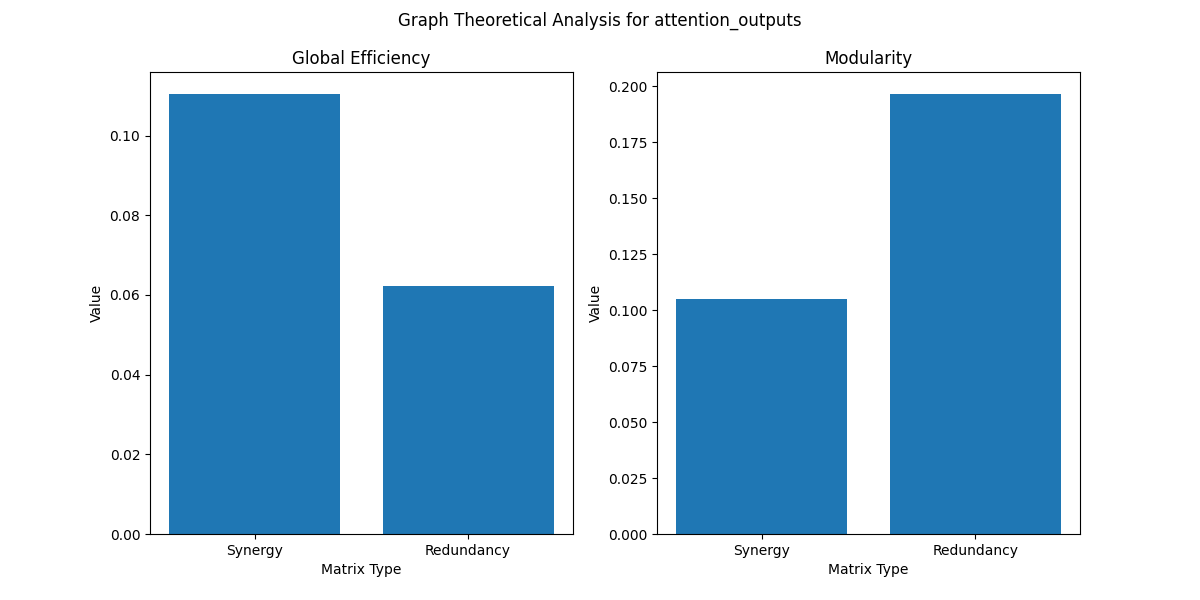 Graph Theoretical Analysis for attention_outputs
Global Efficiency
Value
0.10
0.08
0.06
0.04
0.02
0.00
Synergy
Redundancy
Matrix Type
Modularity
Value
0.200
0.175
0.150
0.125
0.100
0.075
0.050
0.025
0.000
Synergy
Redundancy
Matrix Type